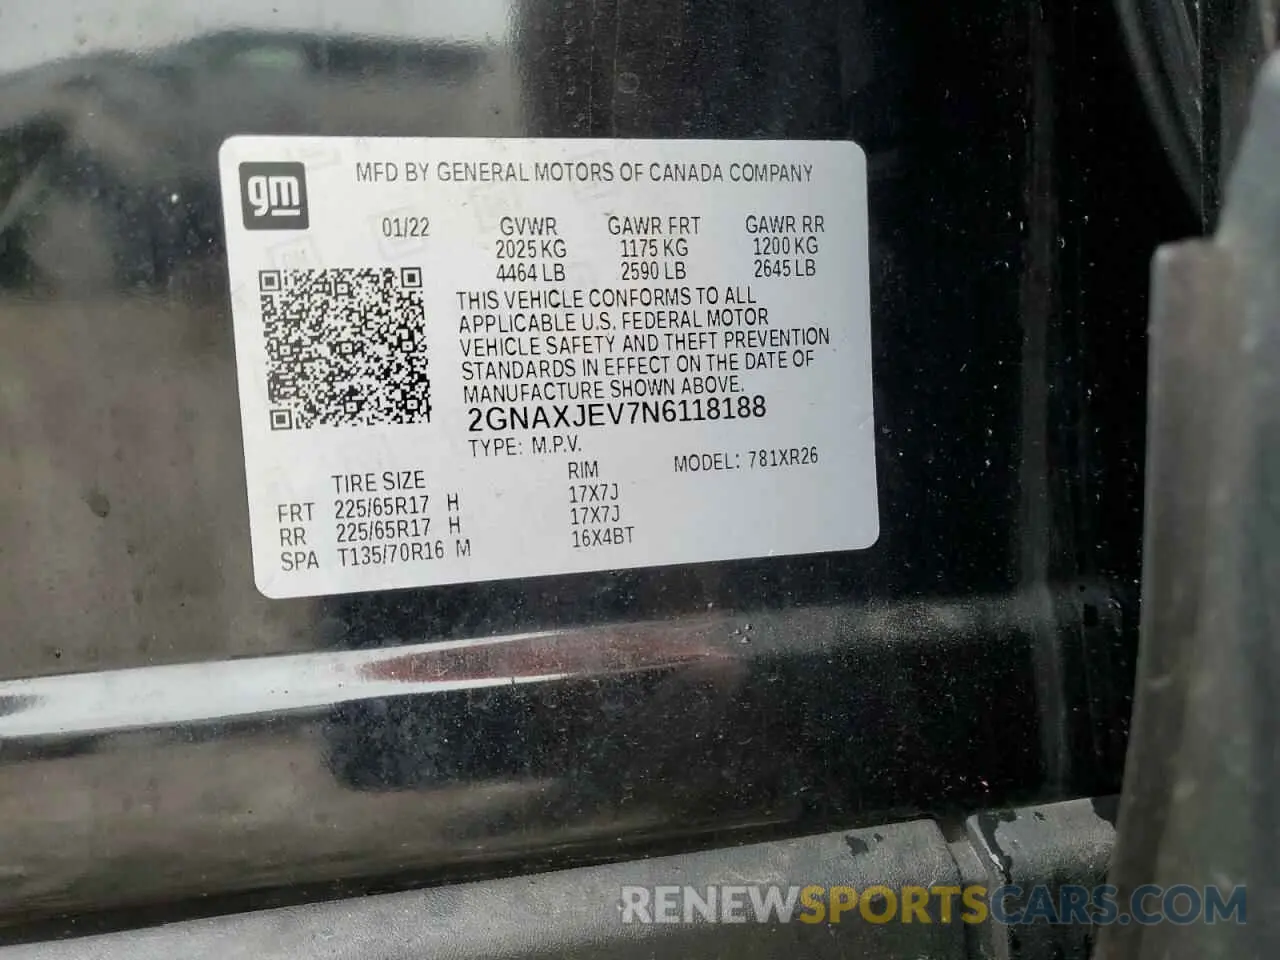 gm
MFD BY GENERAL MOTORS OF CANADA COMPANY
01/22 GVWR GAWR FRT GAWR RR
2025 KG 1175 KG 1200 KG
4464 LB 2590 LB 2645 LB
THIS VEHICLE CONFORMS TO ALL
APPLICABLE U.S. FEDERAL MOTOR
VEHICLE SAFETY AND THEFT PREVENTION
STANDARDS IN EFFECT ON THE DATE OF
MANUFACTURE SHOWN ABOVE.
2GNAXJEV7N6118188
TYPE: M.P.V.
TIRE SIZE RIM MODEL: 781XR26
FRT 225/65R17 H 17X7J
RR 225/65R17 H 17X7J
SPA T135/70R16 M 16X4BT
RENEWSPORTSCARS.COM